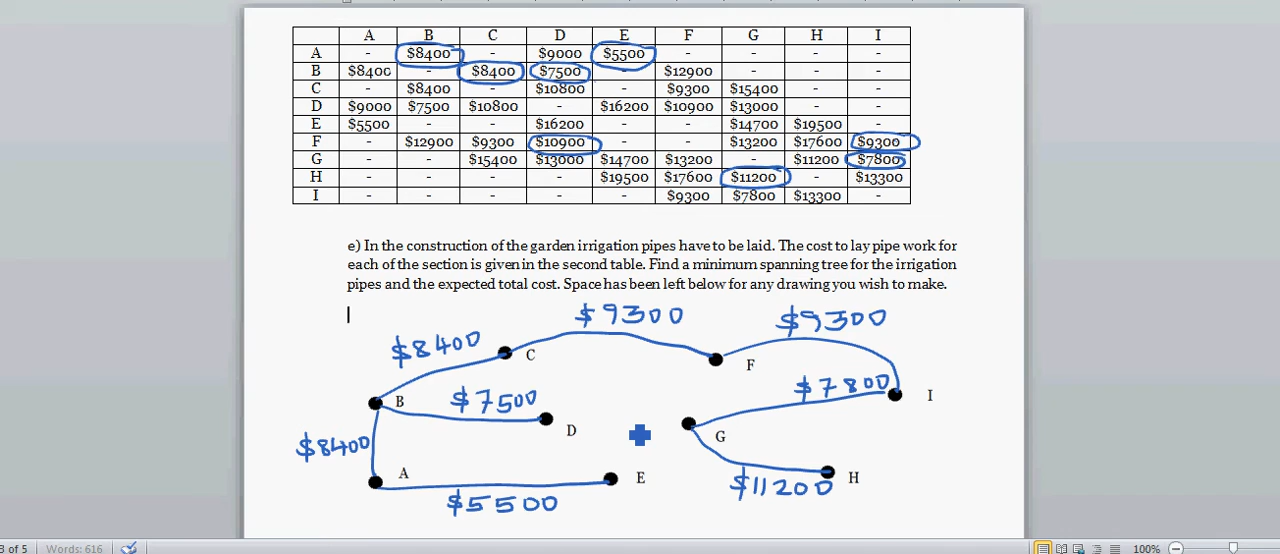 A B C D E F G H I
A - $8400 - $9000 $5500 - - - -
B $8400 - $8400 $7500 - $12900 - - -
C - $8400 - $10800 - $9300 $15400 - -
D $9000 $7500 $10800 - $16200 $10900 $13000 - -
E $5500 - - $16200 - - $14700 $19500 -
F - $12900 $9300 $10900 - - $13200 $17600 $9300
G - - $15400 $13000 $14700 $13200 - $11200 $7800
H - - - - $19500 $17600 $11200 - $13300
I - - - - - $9300 $7800 $13300 -
e) In the construction of the garden irrigation pipes have to be laid. The cost to lay pipe work for
each of the section is given in the second table. Find a minimum spanning tree for the irrigation
pipes and the expected total cost. Space has been left below for any drawing you wish to make.
$9300 $9300
$8400 C F
$7800 I
B $7500
D G
$8400
A E H
$5500 $11200
3 of 5 Words: 616 100%